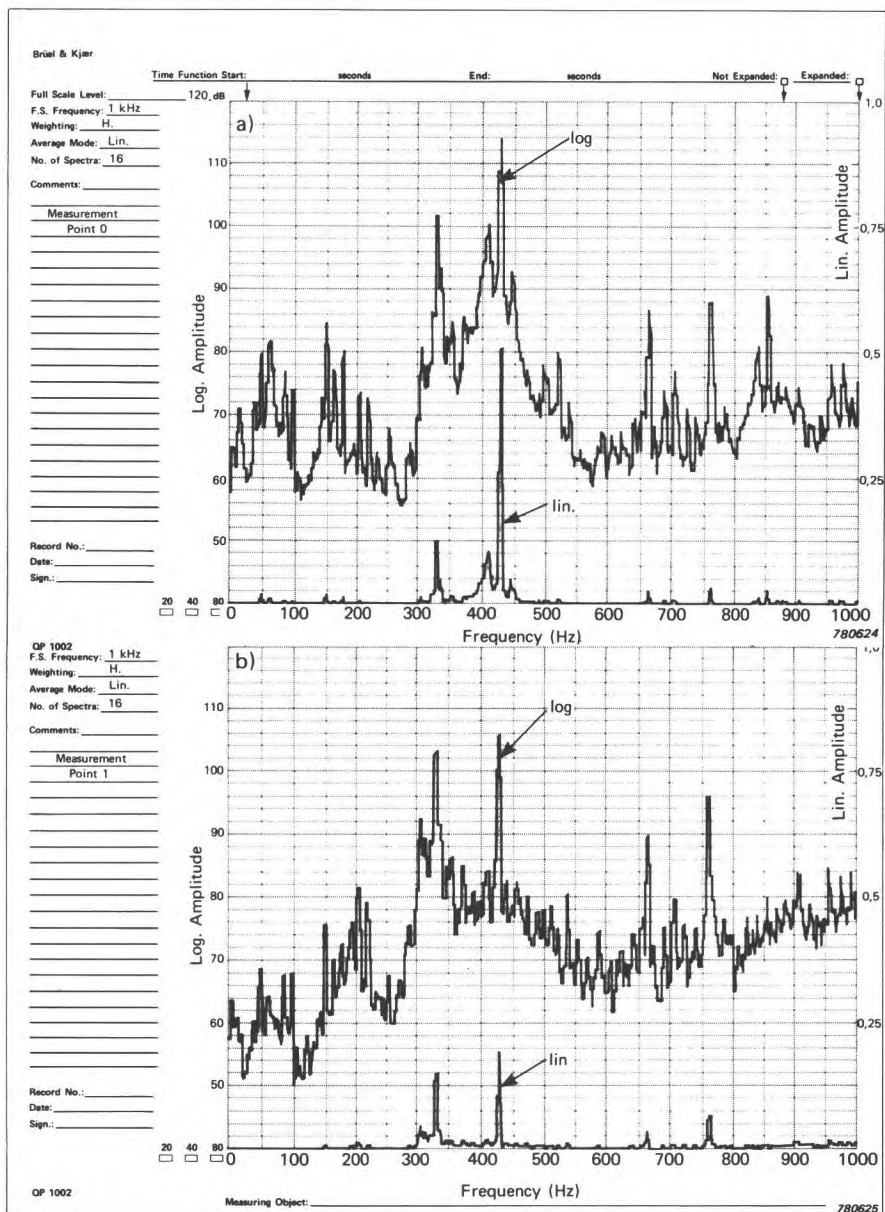 Brüel & Kjær
Time Function Start: seconds End: seconds Not Expanded: Expanded:
Full Scale Level: 120 dB
F.S. Frequency: 1 kHz
Weighting: H.
Average Mode: Lin.
No. of Spectra: 16
Comments:
Measurement
Point 0
Record No.:
Date:
Sign.:
a)
log
lin.
Log. Amplitude
110
100
90
80
70
60
50
Lin. Amplitude
1,0
0,75
0,5
0,25
20 40 80 0 100 200 300 400 500 600 700 800 900 1000
Frequency (Hz)
780624
QP 1002
F.S. Frequency: 1 kHz
Weighting: H.
Average Mode: Lin.
No. of Spectra: 16
Comments:
Measurement
Point 1
Record No.:
Date:
Sign.:
b)
log
lin
Log. Amplitude
110
100
90
80
70
60
50
Lin. Amplitude
1,0
0,75
0,5
0,25
20 40 80 0 100 200 300 400 500 600 700 800 900 1000
Frequency (Hz)
QP 1002
Measuring Object:
780625